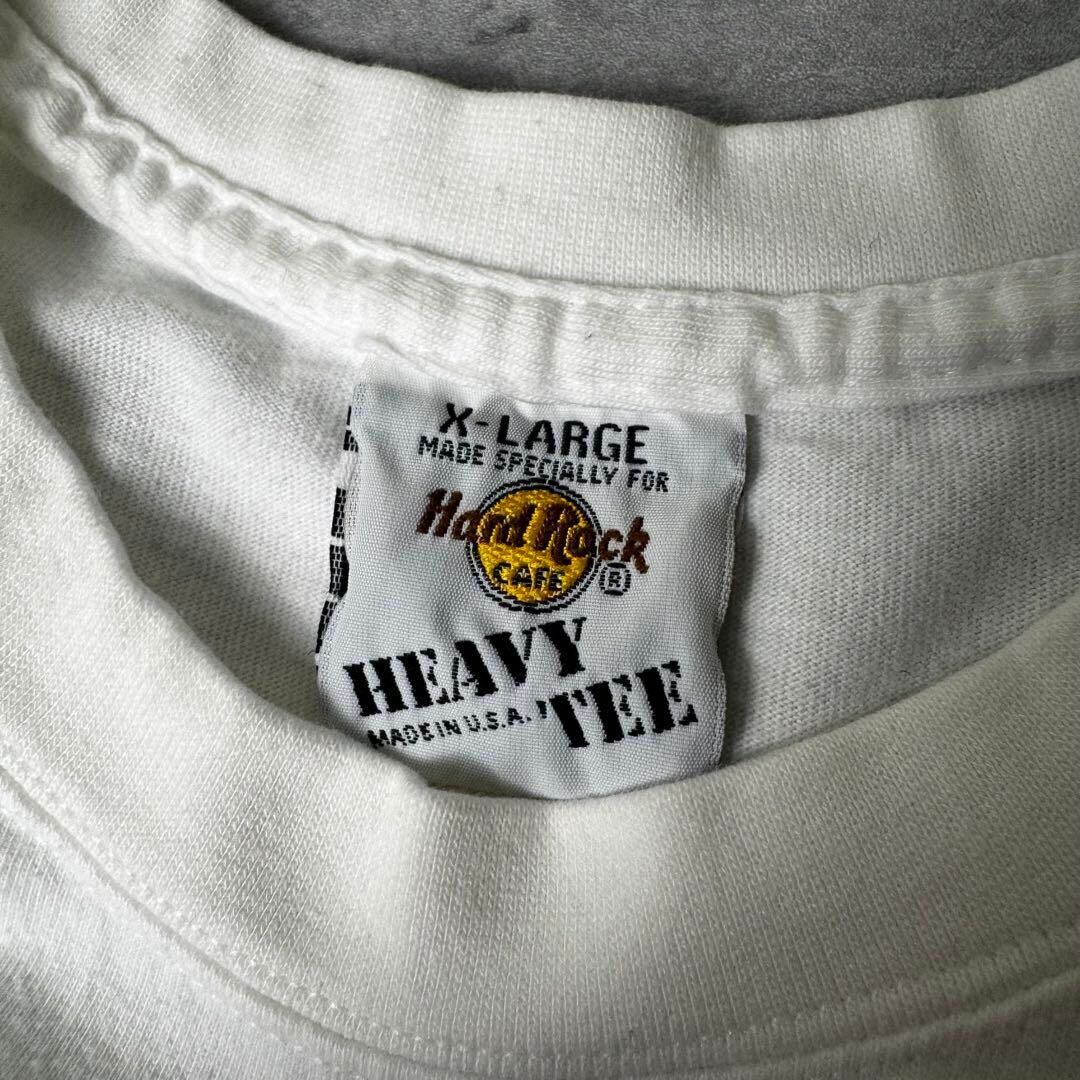 X-LARGE
MADE SPECIALLY FOR
Hard Rock
CAFE ®
HEAVY
MADE IN U.S.A.
TEE